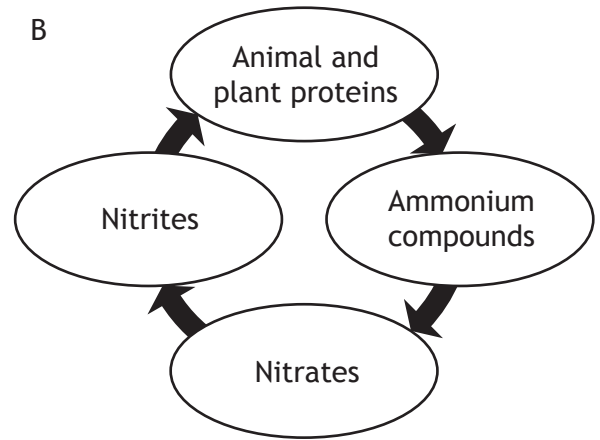 B
Animal and
plant proteins
Ammonium
compounds
Nitrates
Nitrites